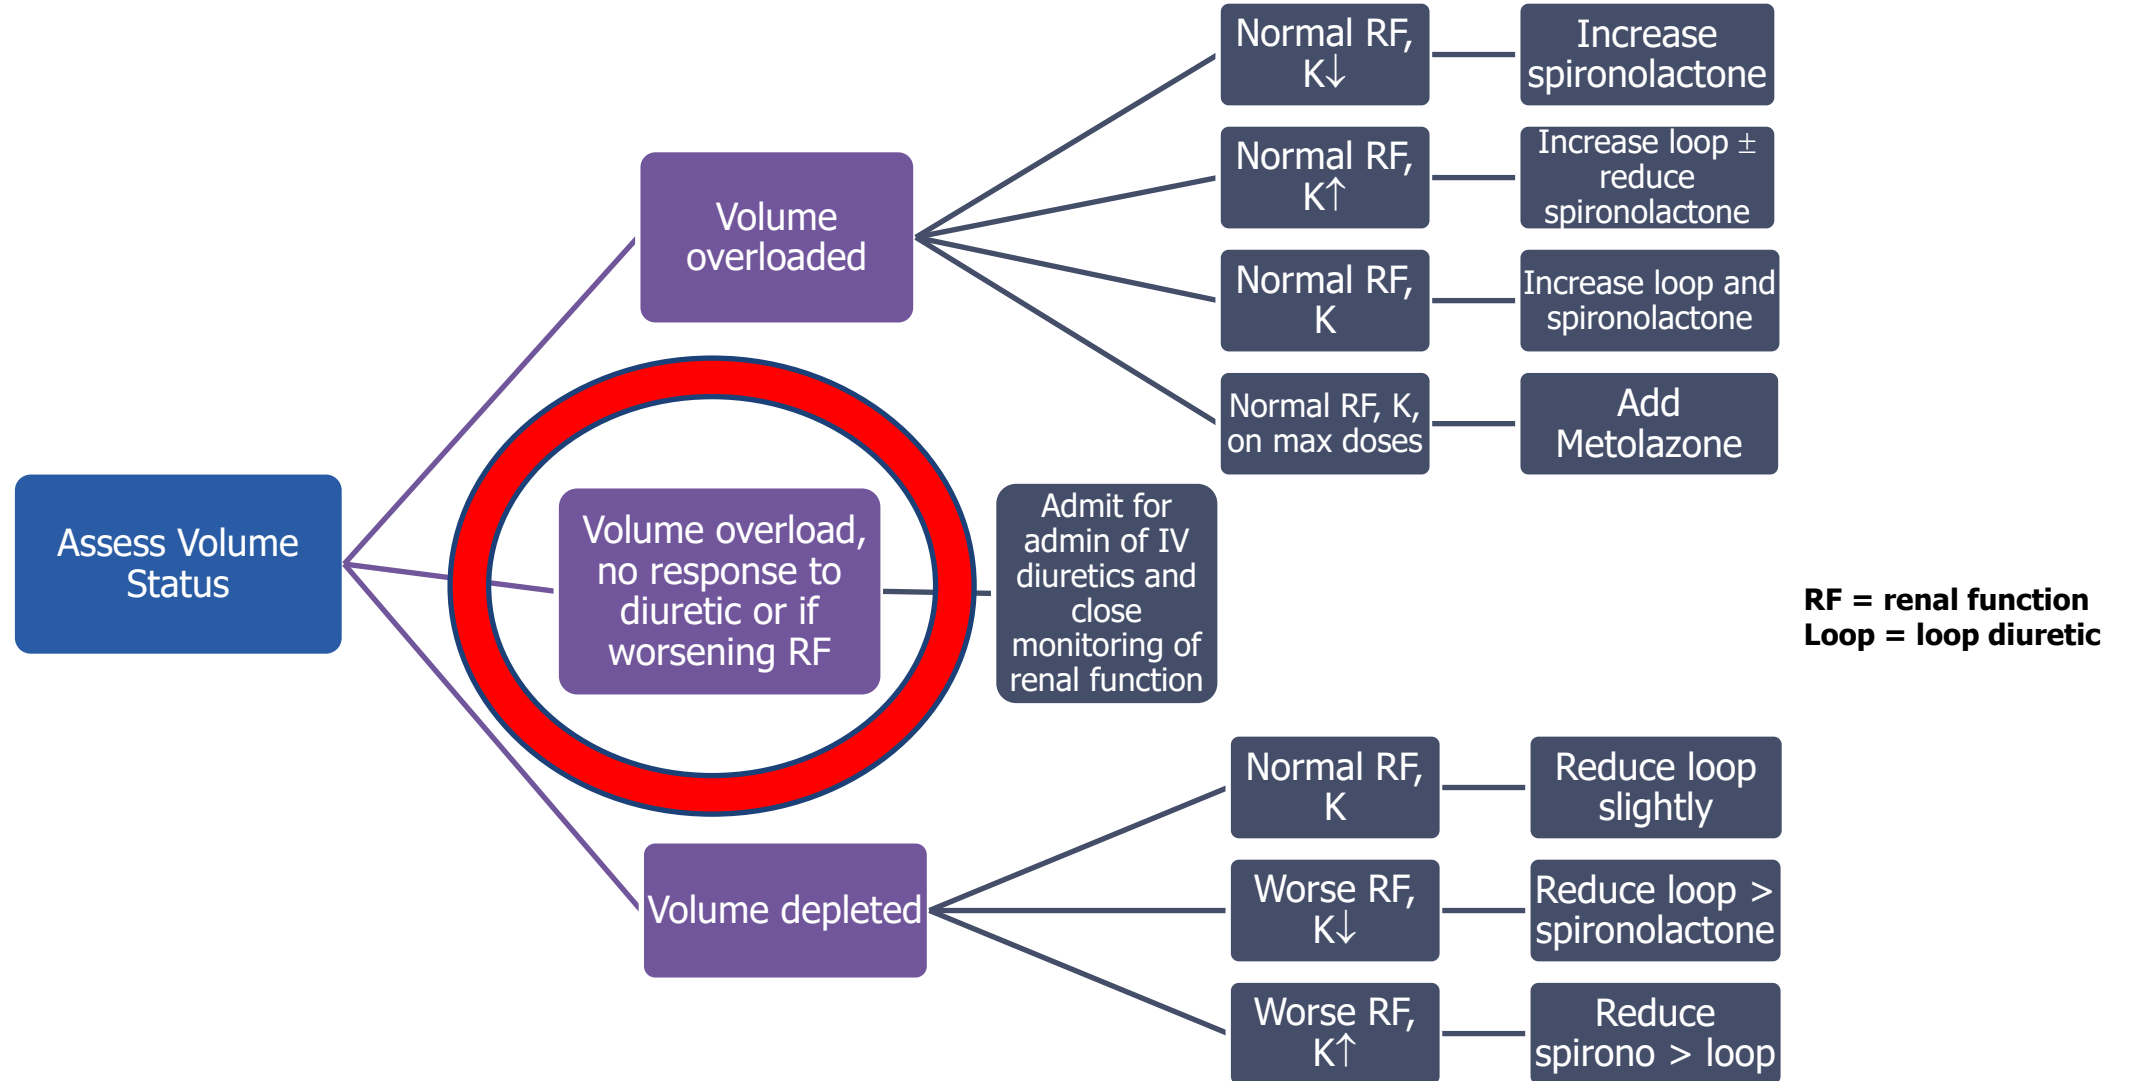 Assess Volume
Status
Volume
overloaded
Normal RF,
K↓
Increase
spironolactone
Normal RF,
K↑
Increase loop ±
reduce
spironolactone
Normal RF,
K
Increase loop and
spironolactone
Normal RF, K,
on max doses
Add
Metolazone
Volume overload,
no response to
diuretic or if
worsening RF
Admit for
admin of IV
diuretics and
close
monitoring of
renal function
Volume depleted
Normal RF,
K
Reduce loop
slightly
Worse RF,
K↓
Reduce loop >
spironolactone
Worse RF,
K↑
Reduce
spirono > loop
RF = renal function
Loop = loop diuretic